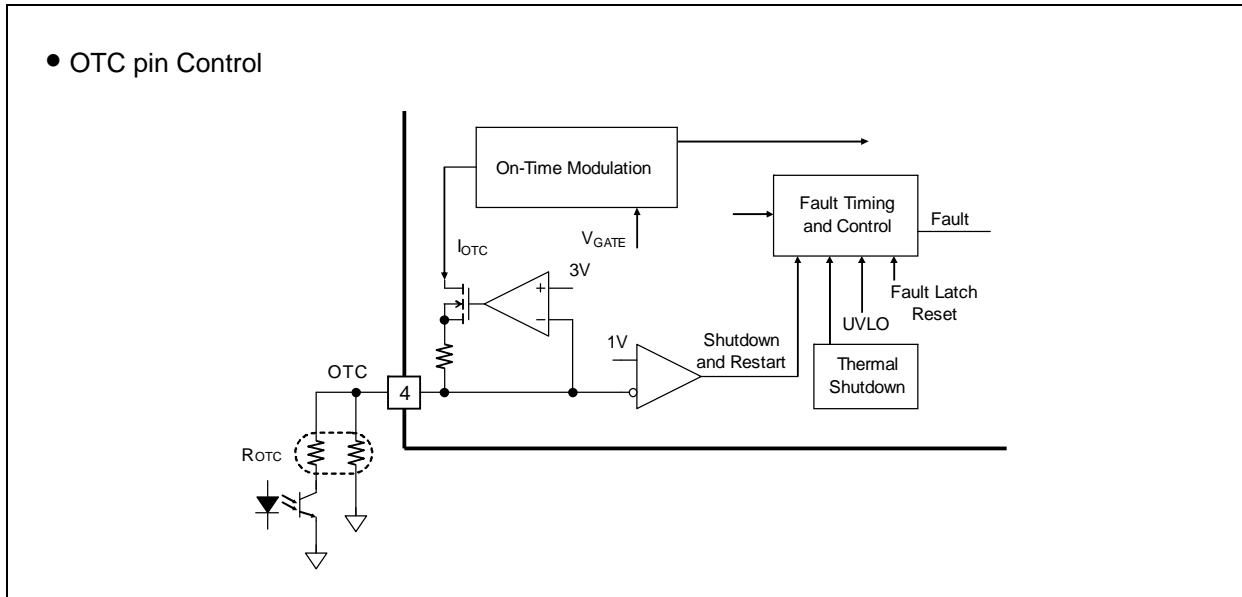 ● OTC pin Control
On-Time Modulation
Fault Timing
and Control
Fault
VGATE
IOTC
3V
+
−
Fault Latch
Reset
UVLO
1V
Shutdown
and Restart
Thermal
Shutdown
OTC
4
ROTC